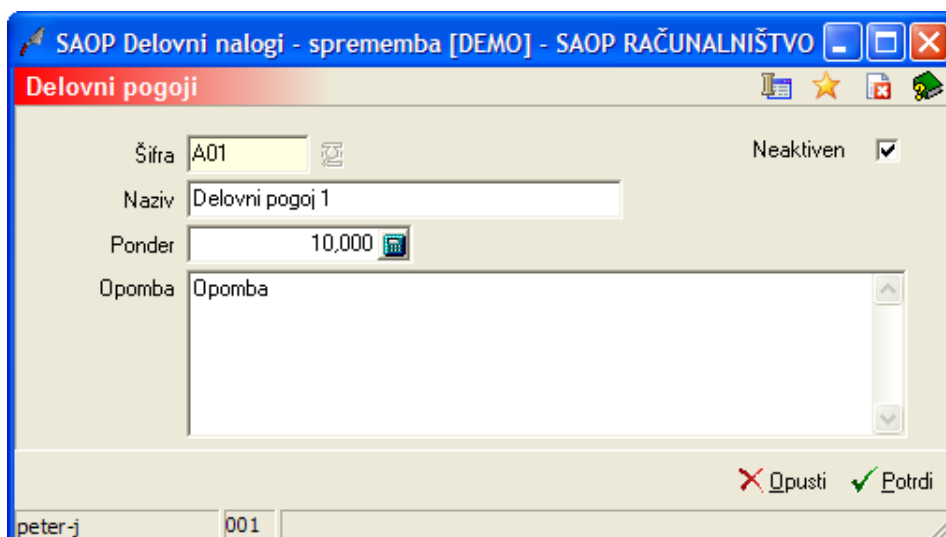 SAOP Delovni nalogi - sprememba [DEMO] - SAOP RAČUNALNIŠTVO
Delovni pogoji
Šifra A01 Neaktiven
Naziv Delovni pogoj 1
Ponder 10,000
Opomba Opomba
Opusti Potrdi
peter-j 001